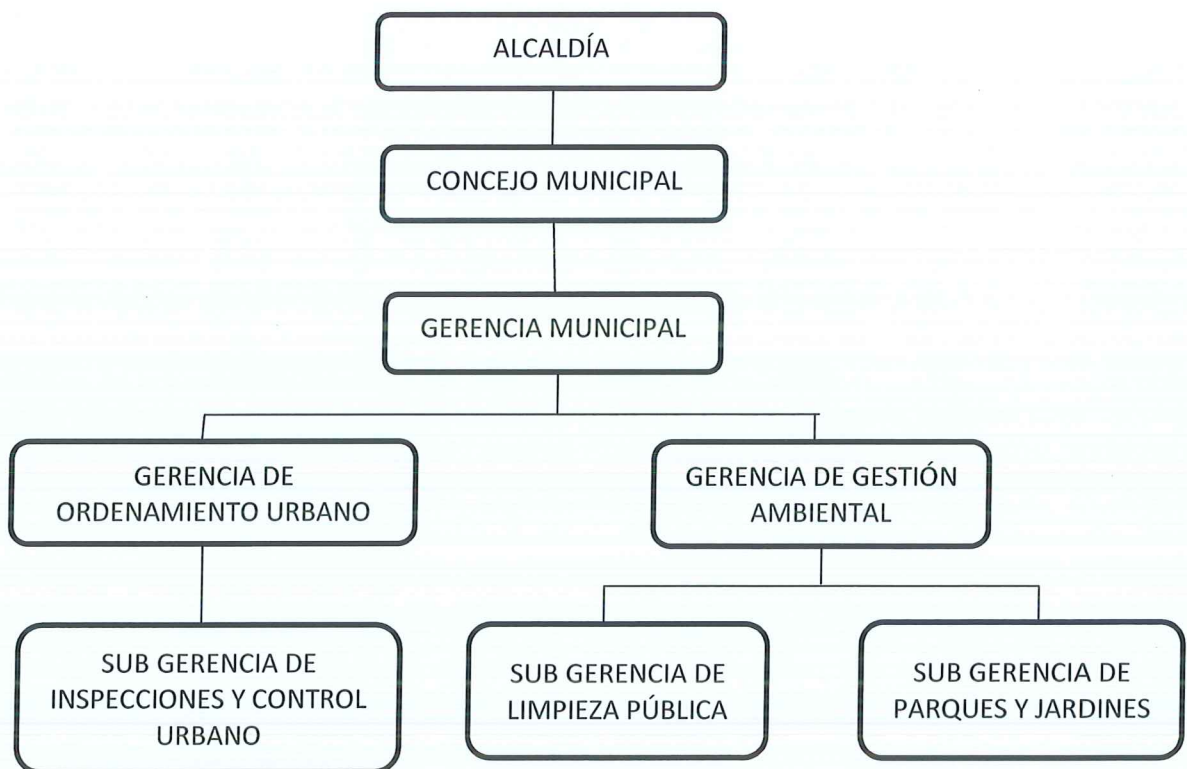 ALCALDÍA
CONCEJO MUNICIPAL
GERENCIA MUNICIPAL
GERENCIA DE
ORDENAMIENTO URBANO
GERENCIA DE GESTIÓN
AMBIENTAL
SUB GERENCIA DE
INSPECCIONES Y CONTROL
URBANO
SUB GERENCIA DE
LIMPIEZA PÚBLICA
SUB GERENCIA DE
PARQUES Y JARDINES